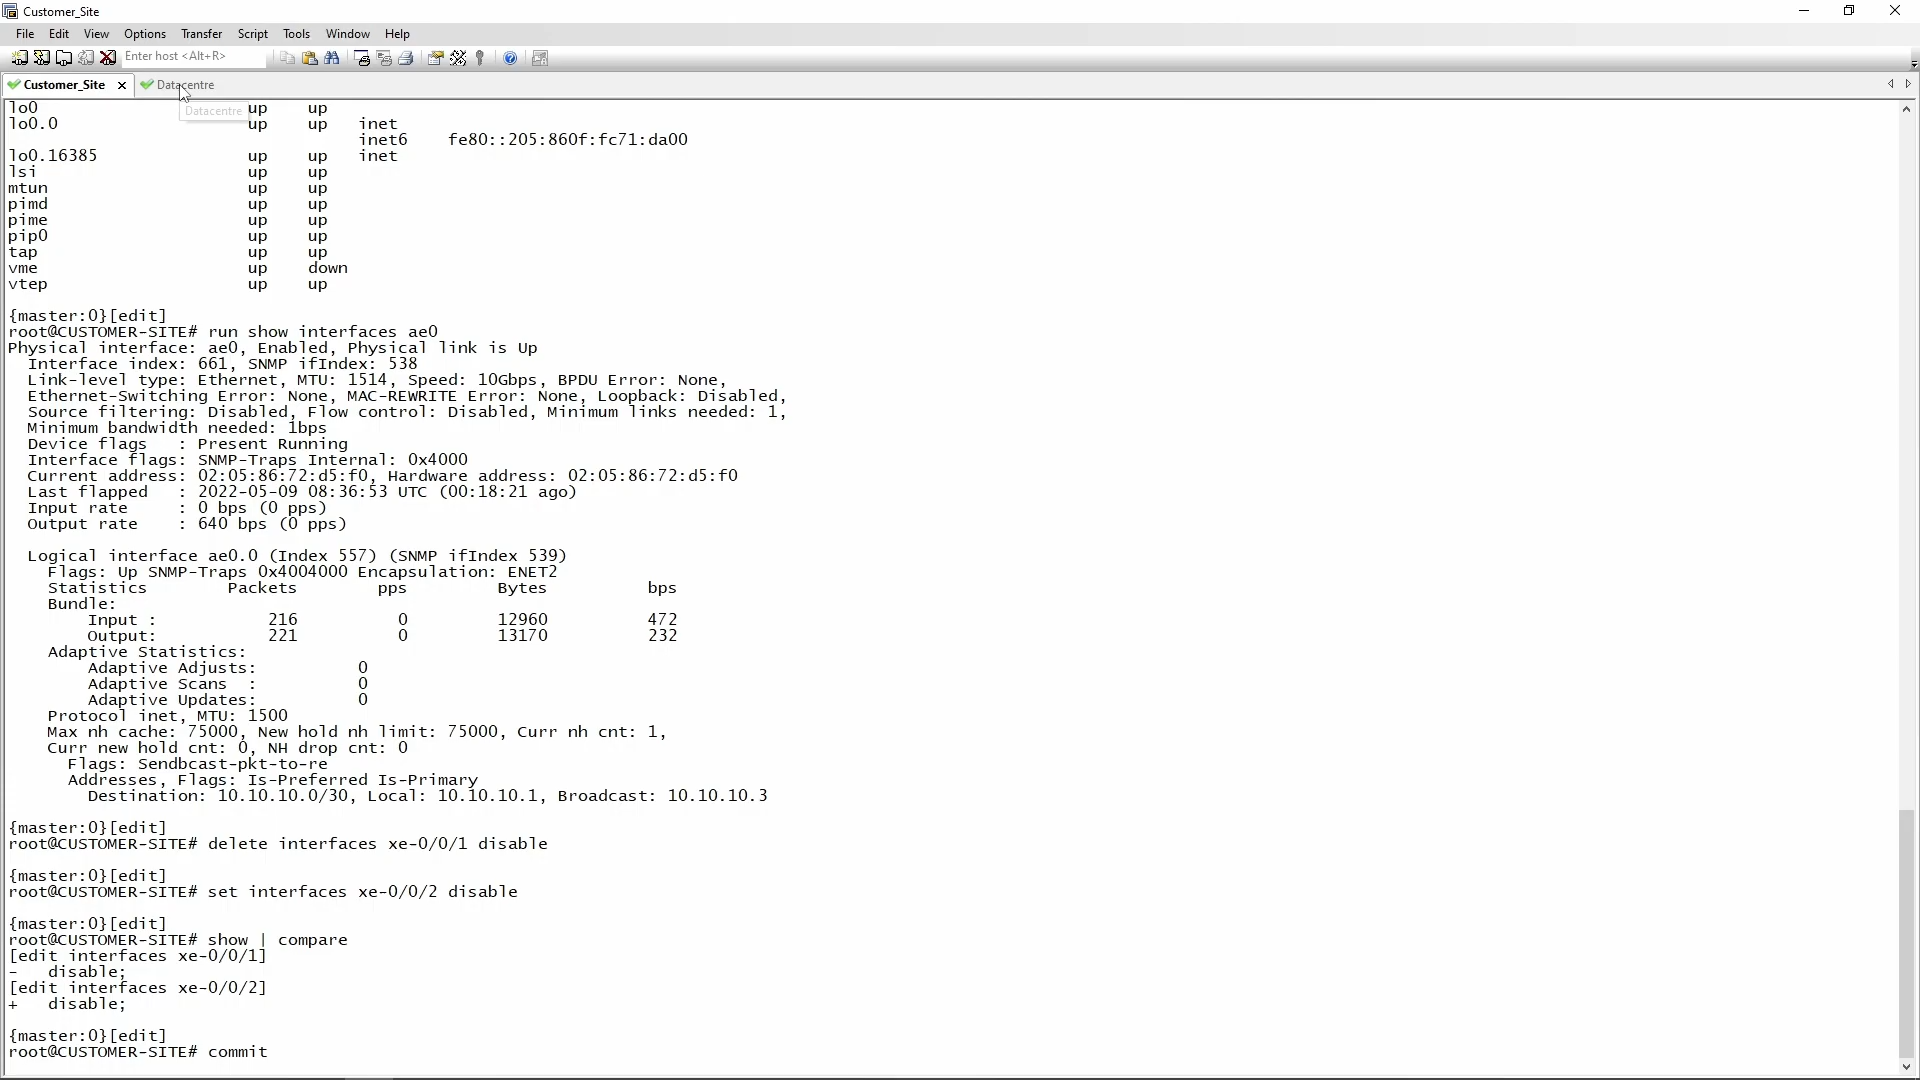 Customer_Site
File Edit View Options Transfer Script Tools Window Help
Enter host <Alt+R>
Customer_Site Datacentre
Datacentre
lo0 up up
lo0.0 up up inet
inet6 fe80::205:860f:fc71:da00
lo0.16385 up up inet
lsi up up
mtun up up
pimd up up
pime up up
pip0 up up
tap up up
vme up down
vtep up up
{master:0}[edit]
root@CUSTOMER-SITE# run show interfaces ae0
Physical interface: ae0, Enabled, Physical link is Up
Interface index: 661, SNMP ifIndex: 538
Link-level type: Ethernet, MTU: 1514, Speed: 10Gbps, BPDU Error: None,
Ethernet-Switching Error: None, MAC-REWRITE Error: None, Loopback: Disabled,
Source filtering: Disabled, Flow control: Disabled, Minimum links needed: 1,
Minimum bandwidth needed: 1bps
Device flags : Present Running
Interface flags: SNMP-Traps Internal: 0x4000
Current address: 02:05:86:72:d5:f0, Hardware address: 02:05:86:72:d5:f0
Last flapped : 2022-05-09 08:36:53 UTC (00:18:21 ago)
Input rate : 0 bps (0 pps)
Output rate : 640 bps (0 pps)
Logical interface ae0.0 (Index 557) (SNMP ifIndex 539)
Flags: Up SNMP-Traps 0x4004000 Encapsulation: ENET2
Statistics Packets pps Bytes bps
Bundle:
Input : 216 0 12960 472
Output: 221 0 13170 232
Adaptive Statistics:
Adaptive Adjusts: 0
Adaptive Scans : 0
Adaptive Updates: 0
Protocol inet, MTU: 1500
Max nh cache: 75000, New hold nh limit: 75000, Curr nh cnt: 1,
Curr new hold cnt: 0, NH drop cnt: 0
Flags: Sendbcast-pkt-to-re
Addresses, Flags: Is-Preferred Is-Primary
Destination: 10.10.10.0/30, Local: 10.10.10.1, Broadcast: 10.10.10.3
{master:0}[edit]
root@CUSTOMER-SITE# delete interfaces xe-0/0/1 disable
{master:0}[edit]
root@CUSTOMER-SITE# set interfaces xe-0/0/2 disable
{master:0}[edit]
root@CUSTOMER-SITE# show | compare
[edit interfaces xe-0/0/1]
- disable;
[edit interfaces xe-0/0/2]
+ disable;
{master:0}[edit]
root@CUSTOMER-SITE# commit